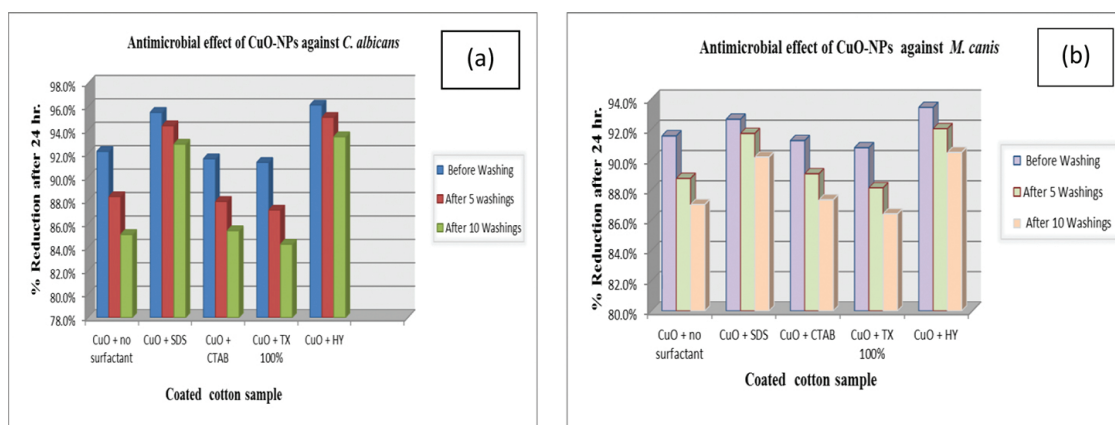 Antimicrobial effect of CuO-NPs against C. albicans
(a)
% Reduction after 24 hr.
98.0%
96.0%
94.0%
92.0%
90.0%
88.0%
86.0%
84.0%
82.0%
80.0%
78.0%
CuO + no surfactant
CuO + SDS
CuO + CTAB
CuO + TX 100%
CuO + HY
Coated cotton sample
Before Washing
After 5 washings
After 10 Washings
Antimicrobial effect of CuO-NPs against M. canis
(b)
% Reduction after 24 hr.
94.0%
92.0%
90.0%
88.0%
86.0%
84.0%
82.0%
80.0%
CuO + no surfactant
CuO + SDS
CuO + CTAB
CuO + TX 100%
CuO + HY
Coated cotton sample
Before Washing
After 5 Washings
After 10 Washings